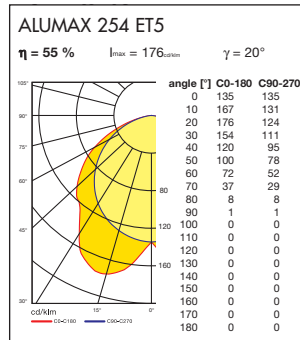 ALUMAX 254 ET5
η = 55 % Imax = 176cd/klm γ = 20°
angle [°] C0-180 C90-270
0 135 135
10 167 131
20 176 124
30 154 111
40 120 95
50 100 78
60 72 52
70 37 29
80 8 8
90 1 1
100 0 0
110 0 0
120 0 0
130 0 0
140 0 0
150 0 0
160 0 0
170 0 0
180 0 0
105°
90°
75°
60°
45°
30°
15°
0°
80
120
160
cd/klm
C0-C180 C90-C270